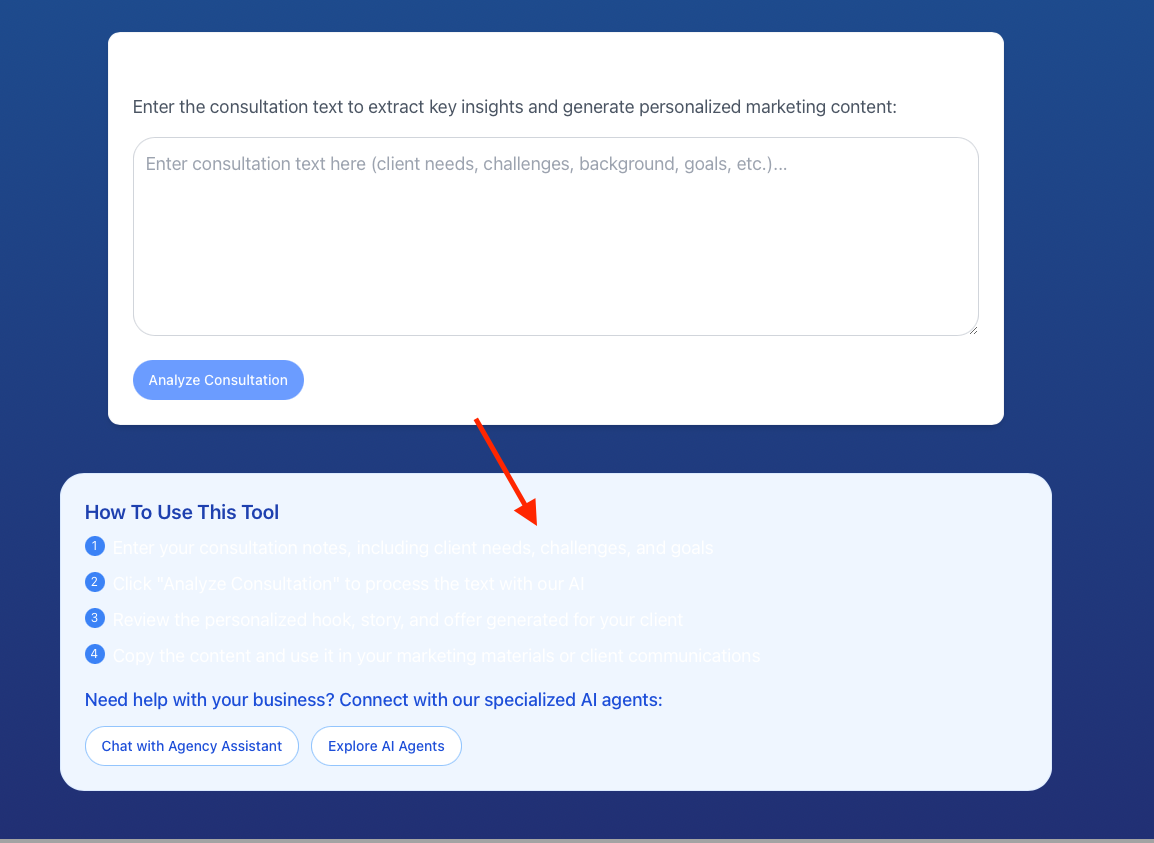 Enter the consultation text to extract key insights and generate personalized marketing content:
Enter consultation text here (client needs, challenges, background, goals, etc.)...
Analyze Consultation
How To Use This Tool
1 Enter your consultation notes, including client needs, challenges, and goals
2 Click "Analyze Consultation" to process the text with our AI
3 Review the personalized hook, story, and offer generated for your client
4 Copy the content and use it in your marketing materials or client communications
Need help with your business? Connect with our specialized AI agents:
Chat with Agency Assistant
Explore AI Agents